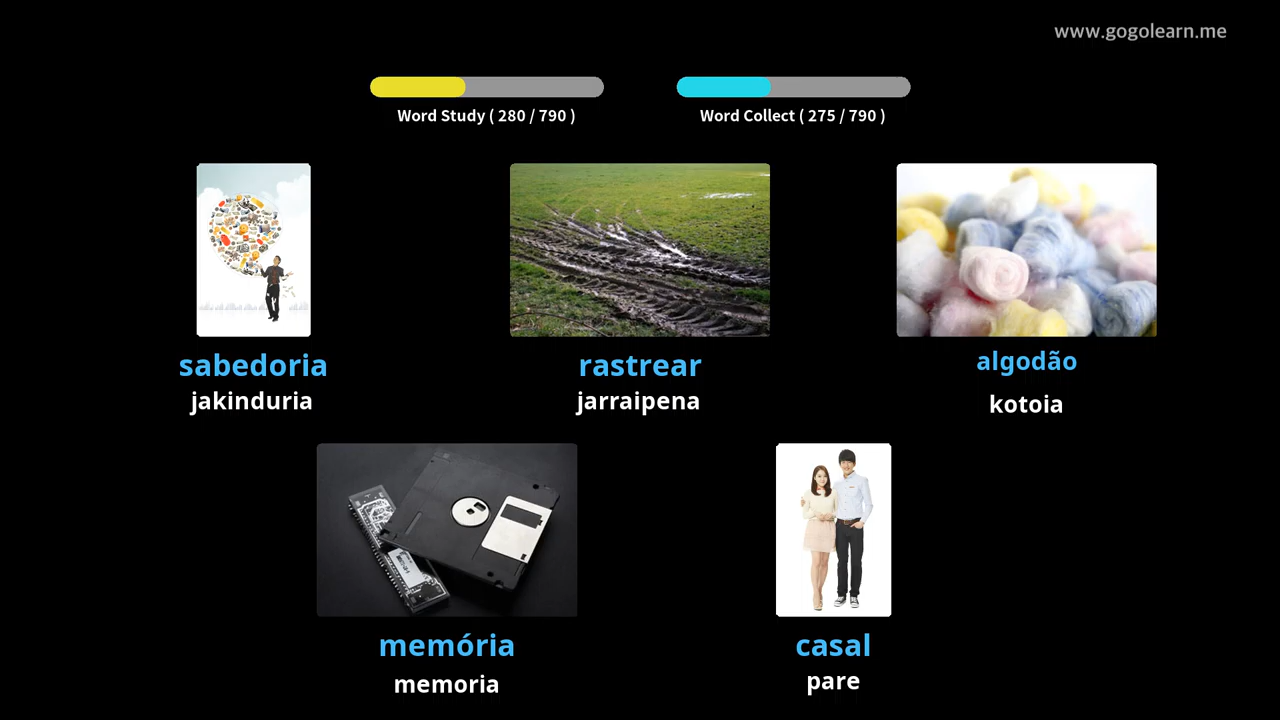 www.gogolearn.me
Word Study ( 280 / 790 )
Word Collect ( 275 / 790 )
sabedoria
jakinduria
rastrear
jarraipena
algodão
kotoia
memória
memoria
casal
pare